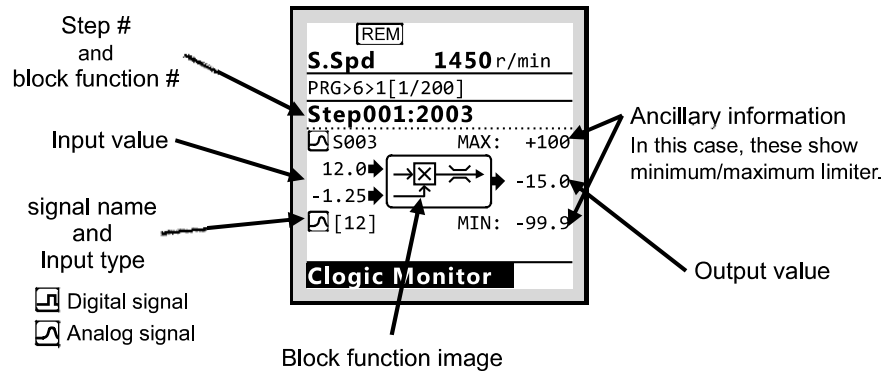 Step #
and
block function #
Input value
signal name
and
Input type
Digital signal
Analog signal
REM
S.Spd 1450 r/min
PRG>6>1[1/200]
Step001:2003
S003 MAX: +100
12.0
-15.0
-1.25
[12] MIN: -99.9
Clogic Monitor
Ancillary information
In this case, these show
minimum/maximum limiter.
Output value
Block function image